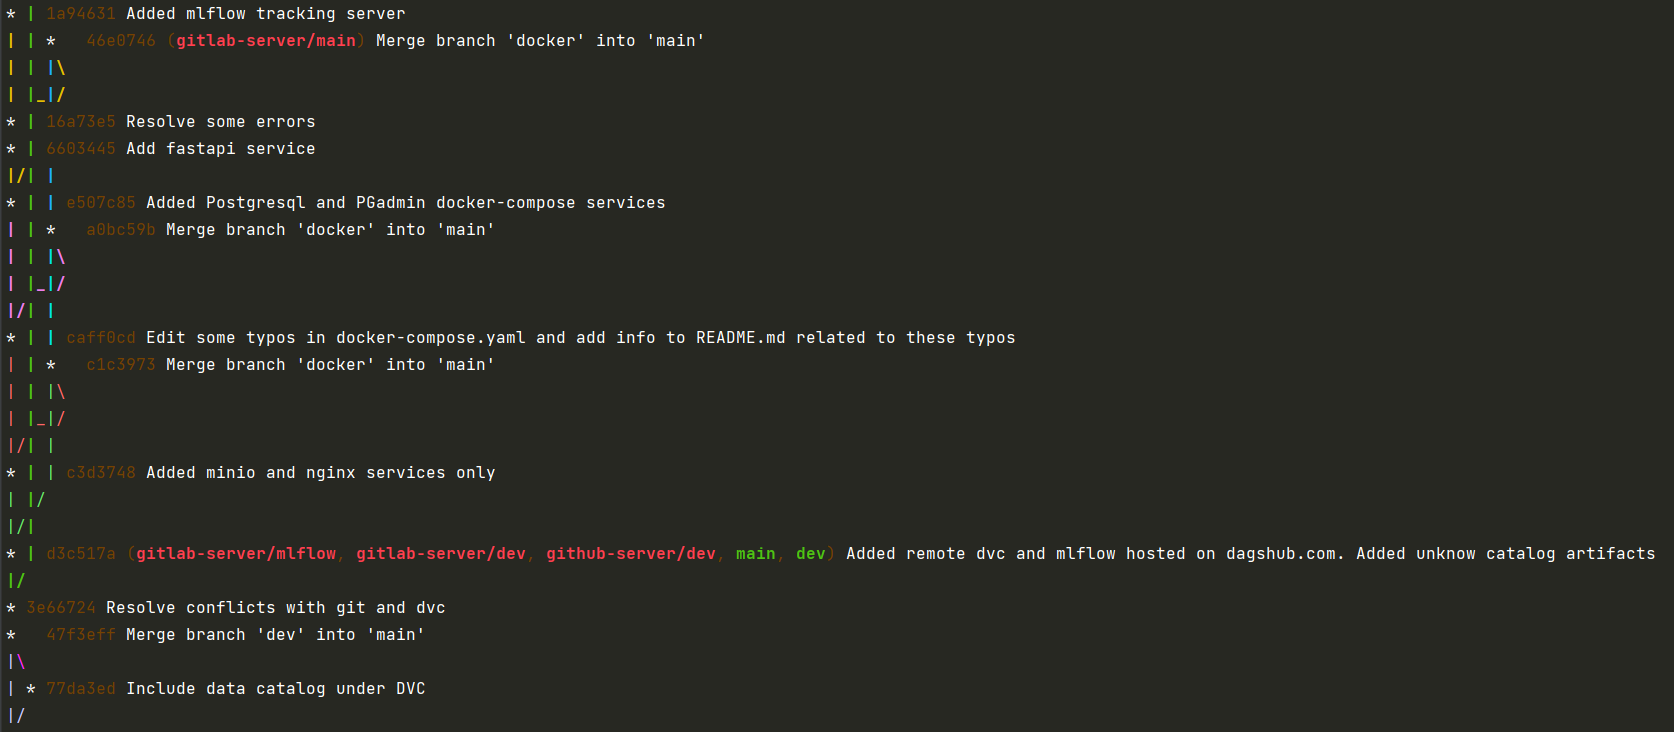 * | 1a94631 Added mlflow tracking server
| | *   46e0746 (gitlab-server/main) Merge branch 'docker' into 'main'
| | |\
| |_|/
* | 16a73e5 Resolve some errors
* | 6603445 Add fastapi service
|/| |
* | | e507c85 Added Postgresql and PGadmin docker-compose services
| | *   a0bc59b Merge branch 'docker' into 'main'
| | |\
| |_|/
|/| |
* | | caff0cd Edit some typos in docker-compose.yaml and add info to README.md related to these typos
| | *   c1c3973 Merge branch 'docker' into 'main'
| | |\
| |_|/
|/| |
* | | c3d3748 Added minio and nginx services only
| |/
|/|
* | d3c517a (gitlab-server/mlflow, gitlab-server/dev, github-server/dev, main, dev) Added remote dvc and mlflow hosted on dagshub.com. Added unknow catalog artifacts
|/
* 3e66724 Resolve conflicts with git and dvc
*   47f3eff Merge branch 'dev' into 'main'
|\
| * 77da3ed Include data catalog under DVC
|/